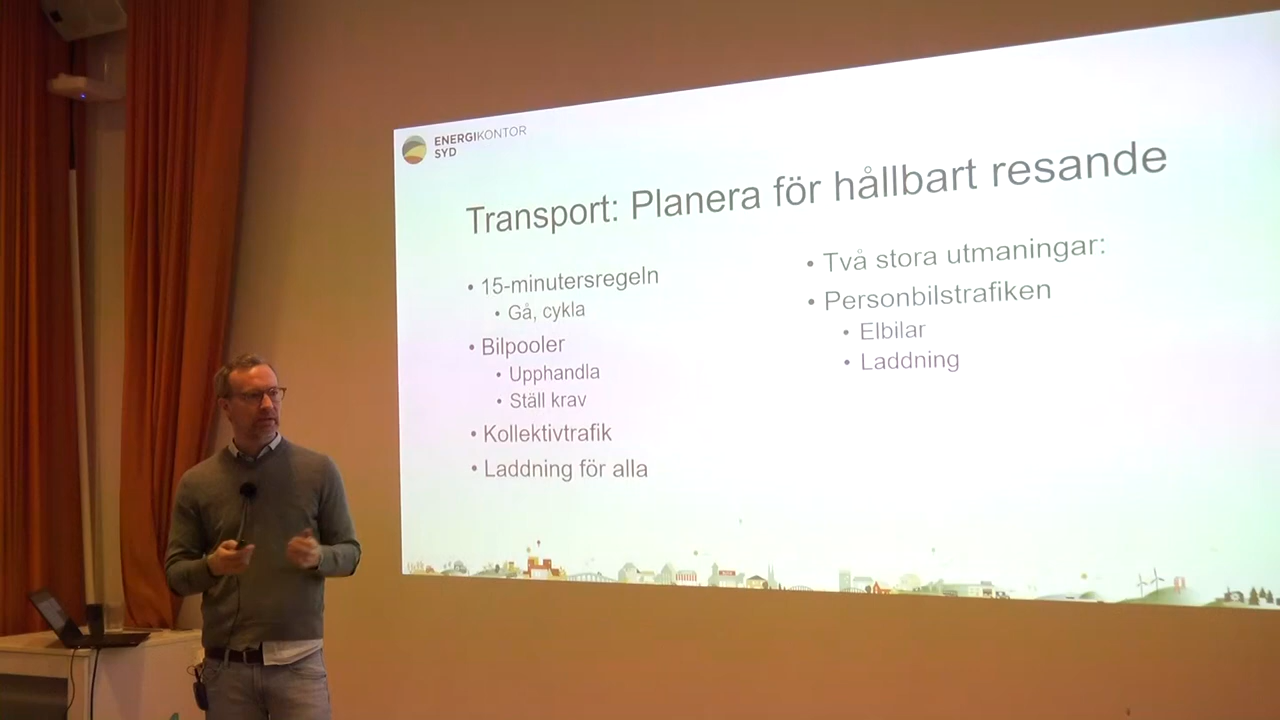 ENERGIKONTOR
SYD
Transport: Planera för hållbart resande
• 15-minutersregeln
• Gå, cykla
• Bilpooler
• Upphandla
• Ställ krav
• Kollektivtrafik
• Laddning för alla
• Två stora utmaningar:
• Personbilstrafiken
• Elbilar
• Laddning